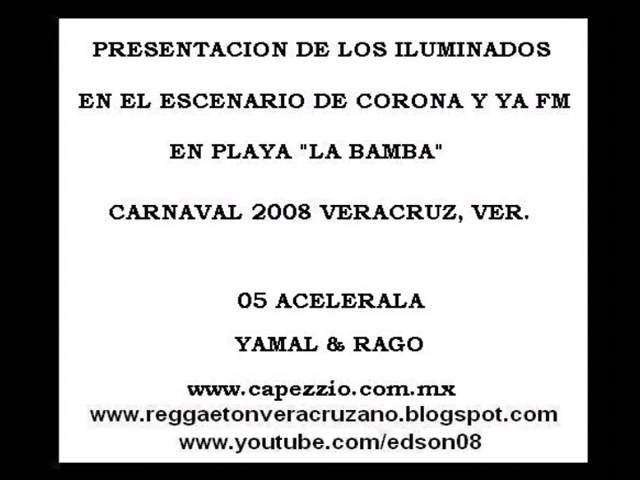 PRESENTACION DE LOS ILUMINADOS
EN EL ESCENARIO DE CORONA Y YA FM
EN PLAYA "LA BAMBA"
CARNAVAL 2008 VERACRUZ, VER.
05 ACELERALA
YAMAL & RAGO
www.capezzio.com.mx
www.reggaetonveracruzano.blogspot.com
www.youtube.com/edson08